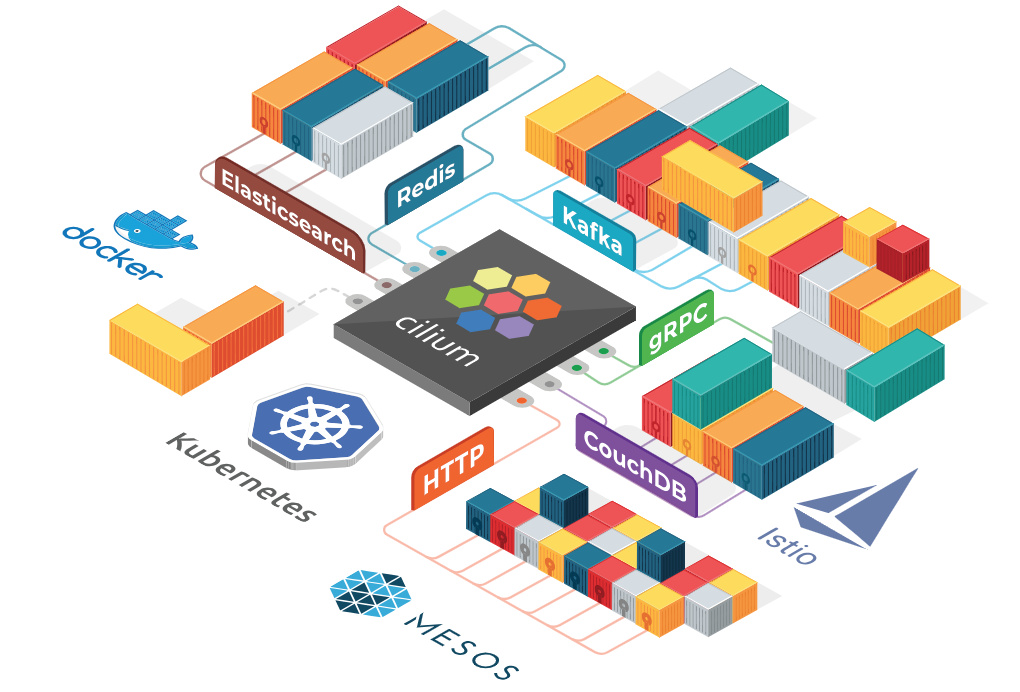 Elasticsearch
Redis
Kafka
docker
cilium
gRPC
Kubernetes
HTTP
CouchDB
Istio
MESOS